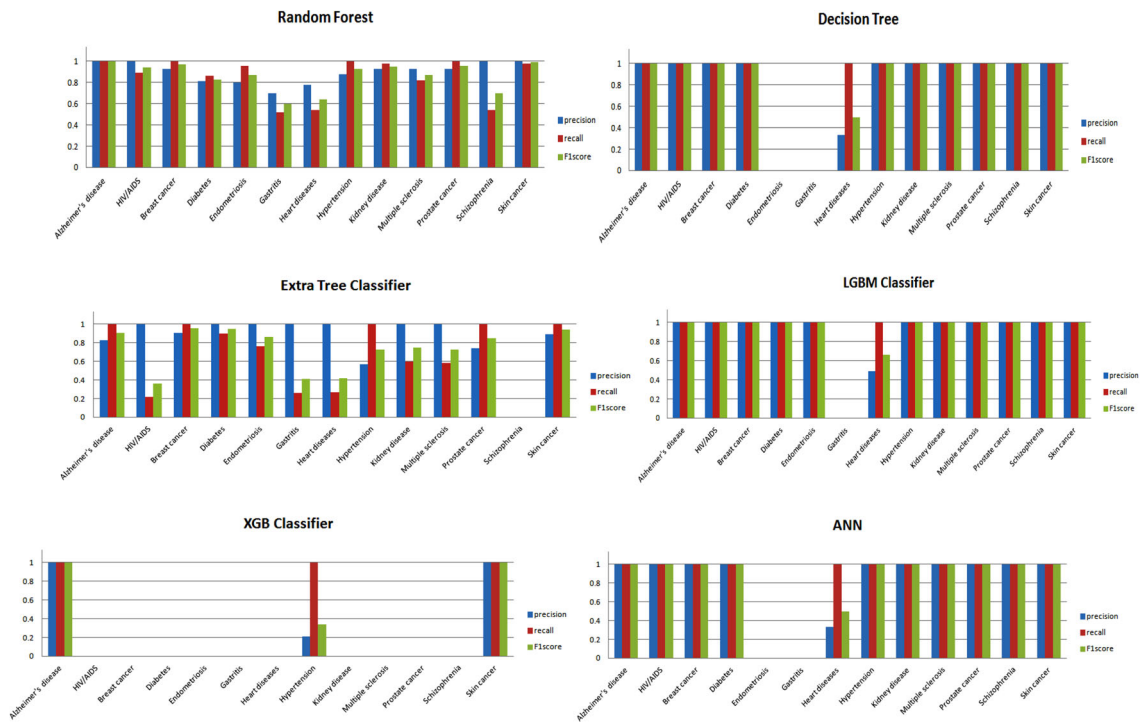 Random Forest
1
0.8
0.6
0.4
0.2
0
precision
recall
F1score
Alzheimer's disease
HIV/AIDS
Breast cancer
Diabetes
Endometriosis
Gastritis
Heart diseases
Hypertension
Kidney disease
Multiple sclerosis
Prostate cancer
Schizophrenia
Skin cancer
Decision Tree
1
0.8
0.6
0.4
0.2
0
precision
recall
F1score
Alzheimer's disease
HIV/AIDS
Breast cancer
Diabetes
Endometriosis
Gastritis
Heart diseases
Hypertension
Kidney disease
Multiple sclerosis
Prostate cancer
Schizophrenia
Skin cancer
Extra Tree Classifier
1
0.8
0.6
0.4
0.2
0
precision
recall
F1score
Alzheimer's disease
HIV/AIDS
Breast cancer
Diabetes
Endometriosis
Gastritis
Heart diseases
Hypertension
Kidney disease
Multiple sclerosis
Prostate cancer
Schizophrenia
Skin cancer
LGBM Classifier
1
0.8
0.6
0.4
0.2
0
precision
recall
F1score
Alzheimer's disease
HIV/AIDS
Breast cancer
Diabetes
Endometriosis
Gastritis
Heart diseases
Hypertension
Kidney disease
Multiple sclerosis
Prostate cancer
Schizophrenia
Skin cancer
XGB Classifier
1
0.8
0.6
0.4
0.2
0
precision
recall
F1score
Alzheimer's disease
HIV/AIDS
Breast cancer
Diabetes
Endometriosis
Gastritis
Heart diseases
Hypertension
Kidney disease
Multiple sclerosis
Prostate cancer
Schizophrenia
Skin cancer
ANN
1
0.8
0.6
0.4
0.2
0
precision
recall
F1score
Alzheimer's disease
HIV/AIDS
Breast cancer
Diabetes
Endometriosis
Gastritis
Heart diseases
Hypertension
Kidney disease
Multiple sclerosis
Prostate cancer
Schizophrenia
Skin cancer